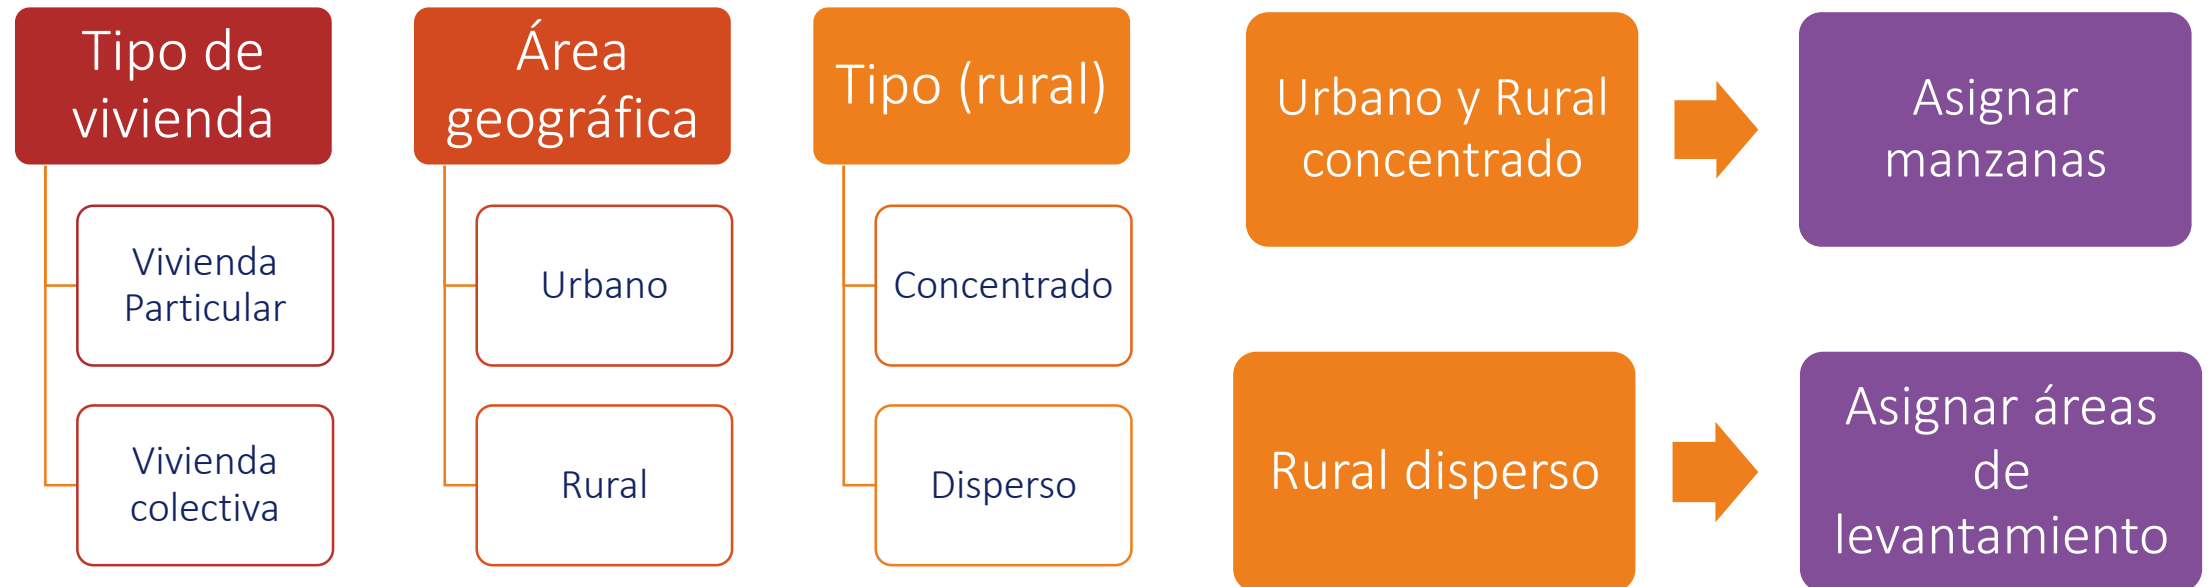 Tipo de
vivienda
Vivienda
Particular
Vivienda
colectiva
Área
geográfica
Urbano
Rural
Tipo (rural)
Concentrado
Disperso
Urbano y Rural
concentrado
Asignar
manzanas
Rural disperso
Asignar áreas
de
levantamiento